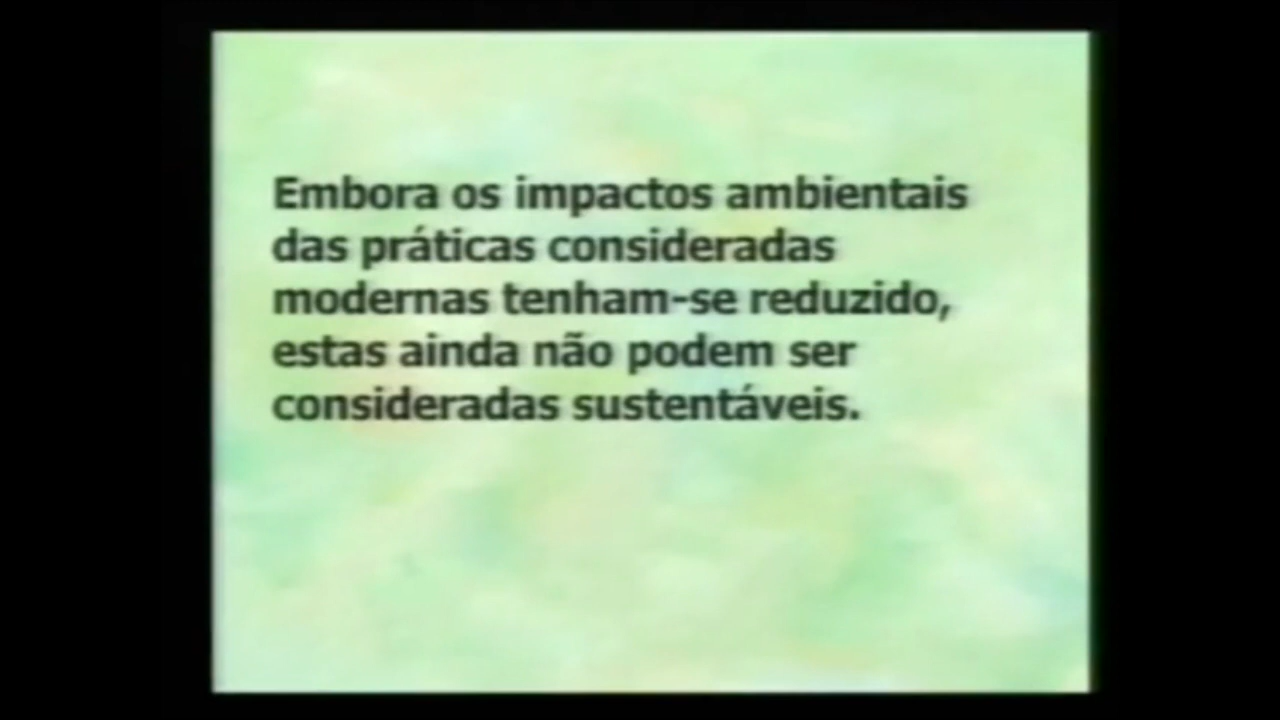 Embora os impactos ambientais
das práticas consideradas
modernas tenham-se reduzido,
estas ainda não podem ser
consideradas sustentáveis.